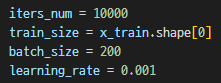 iters_num = 10000
train_size = x_train.shape[0]
batch_size = 200
learning_rate = 0.001